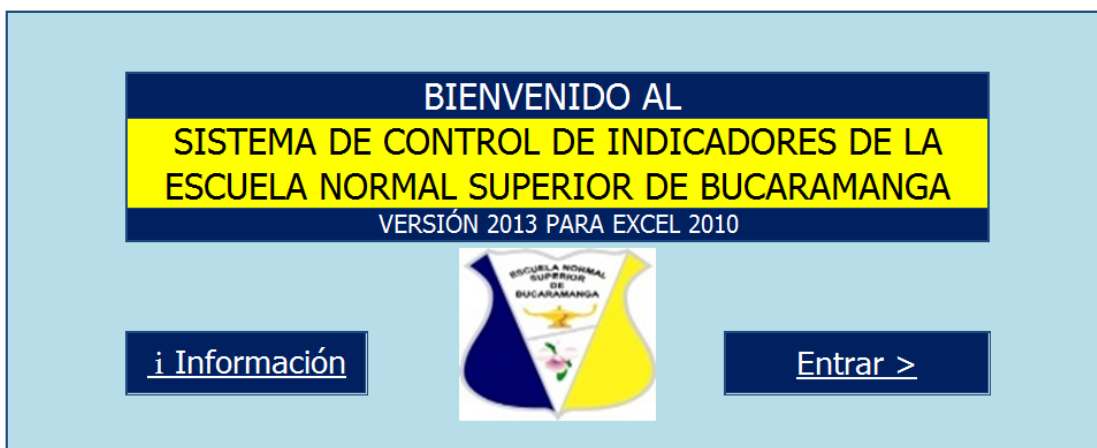 BIENVENIDO AL
SISTEMA DE CONTROL DE INDICADORES DE LA
ESCUELA NORMAL SUPERIOR DE BUCARAMANGA
VERSIÓN 2013 PARA EXCEL 2010
ESCUELA NORMAL
SUPERIOR
DE
BUCARAMANGA
i Información
Entrar >